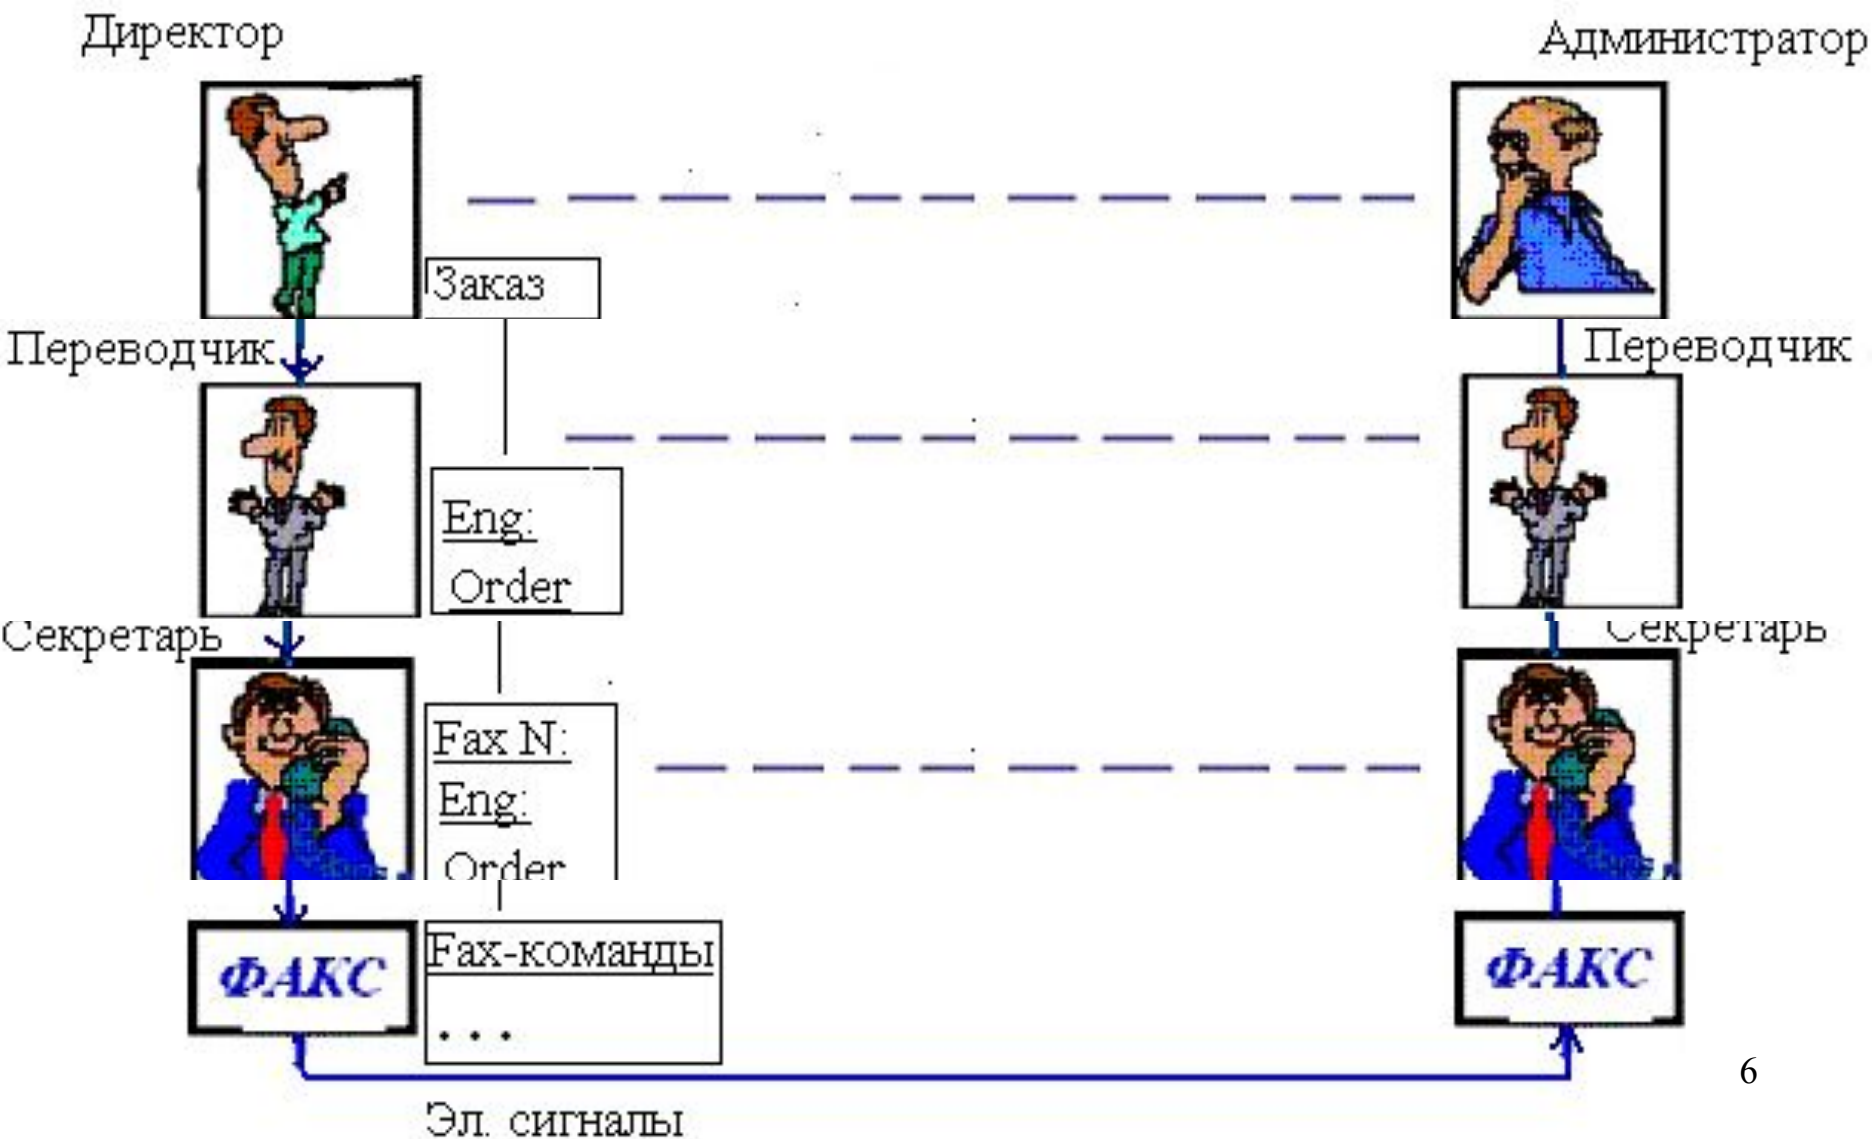 Директор
Администратор
Заказ
Переводчик
Переводчик
Eng:
Order
Секретарь
Секретарь
Fax N:
Eng:
Order
ФАКС
Fax-команды
. . .
ФАКС
6
Эл. сигналы